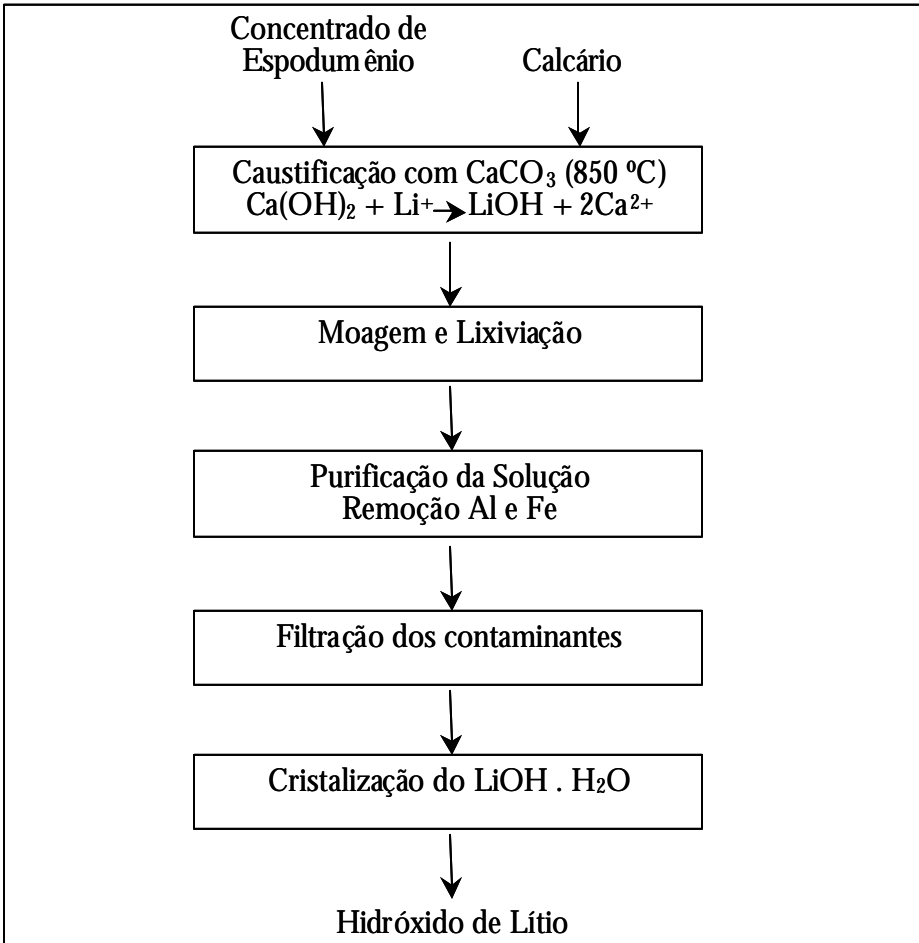 Concentrado de
Espodumênio
Calcário
Caustificação com CaCO₃ (850 ºC)
Ca(OH)₂ + Li⁺→LiOH + 2Ca²⁺
Moagem e Lixiviação
Purificação da Solução
Remoção Al e Fe
Filtração dos contaminantes
Cristalização do LiOH . H₂O
Hidróxido de Lítio